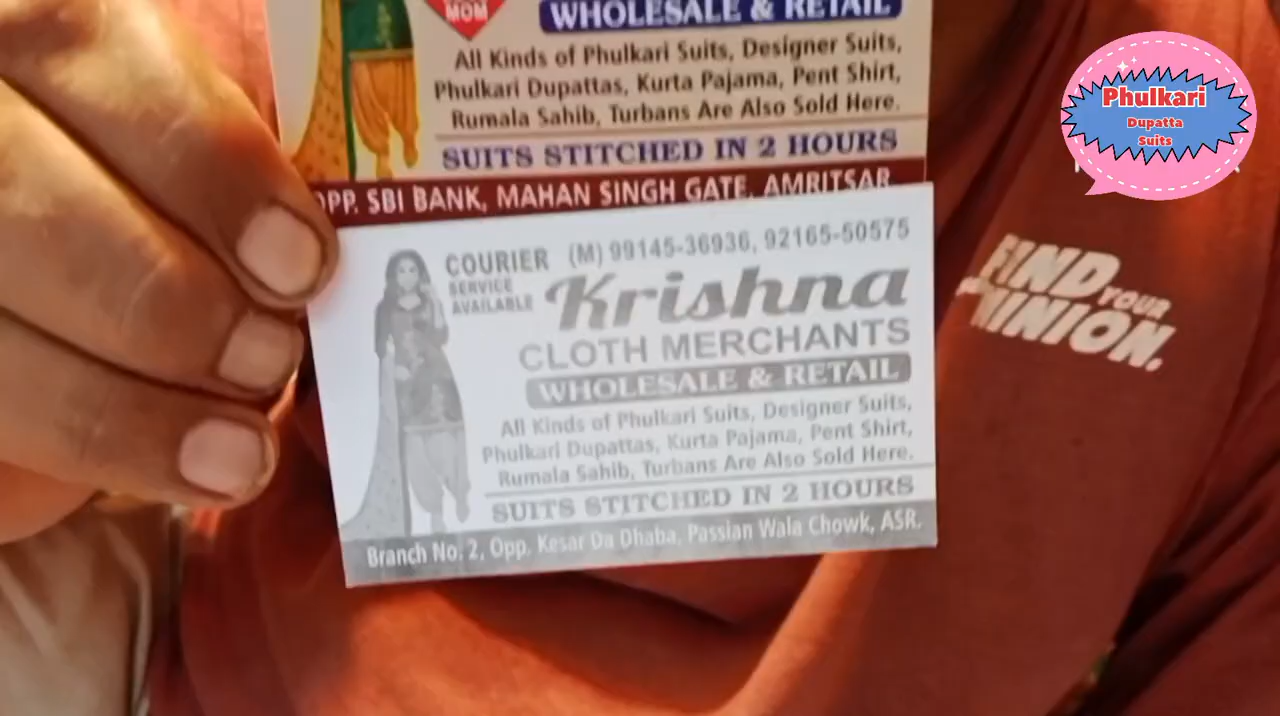 MOM
WHOLESALE & RETAIL
All Kinds of Phulkari Suits, Designer Suits,
Phulkari Dupattas, Kurta Pajama, Pent Shirt,
Rumala Sahib, Turbans Are Also Sold Here.
SUITS STITCHED IN 2 HOURS
OPP. SBI BANK, MAHAN SINGH GATE, AMRITSAR
COURIER
SERVICE
AVAILABLE
(M) 99145-36936, 92165-50575
Krishna
CLOTH MERCHANTS
WHOLESALE & RETAIL
All Kinds of Phulkari Suits, Designer Suits,
Phulkari Dupattas, Kurta Pajama, Pent Shirt,
Rumala Sahib, Turbans Are Also Sold Here.
SUITS STITCHED IN 2 HOURS
Branch No. 2, Opp. Kesar Da Dhaba, Passian Wala Chowk, ASR.
Phulkari
Dupatta
Suits
FIND
YOUR
MINION.